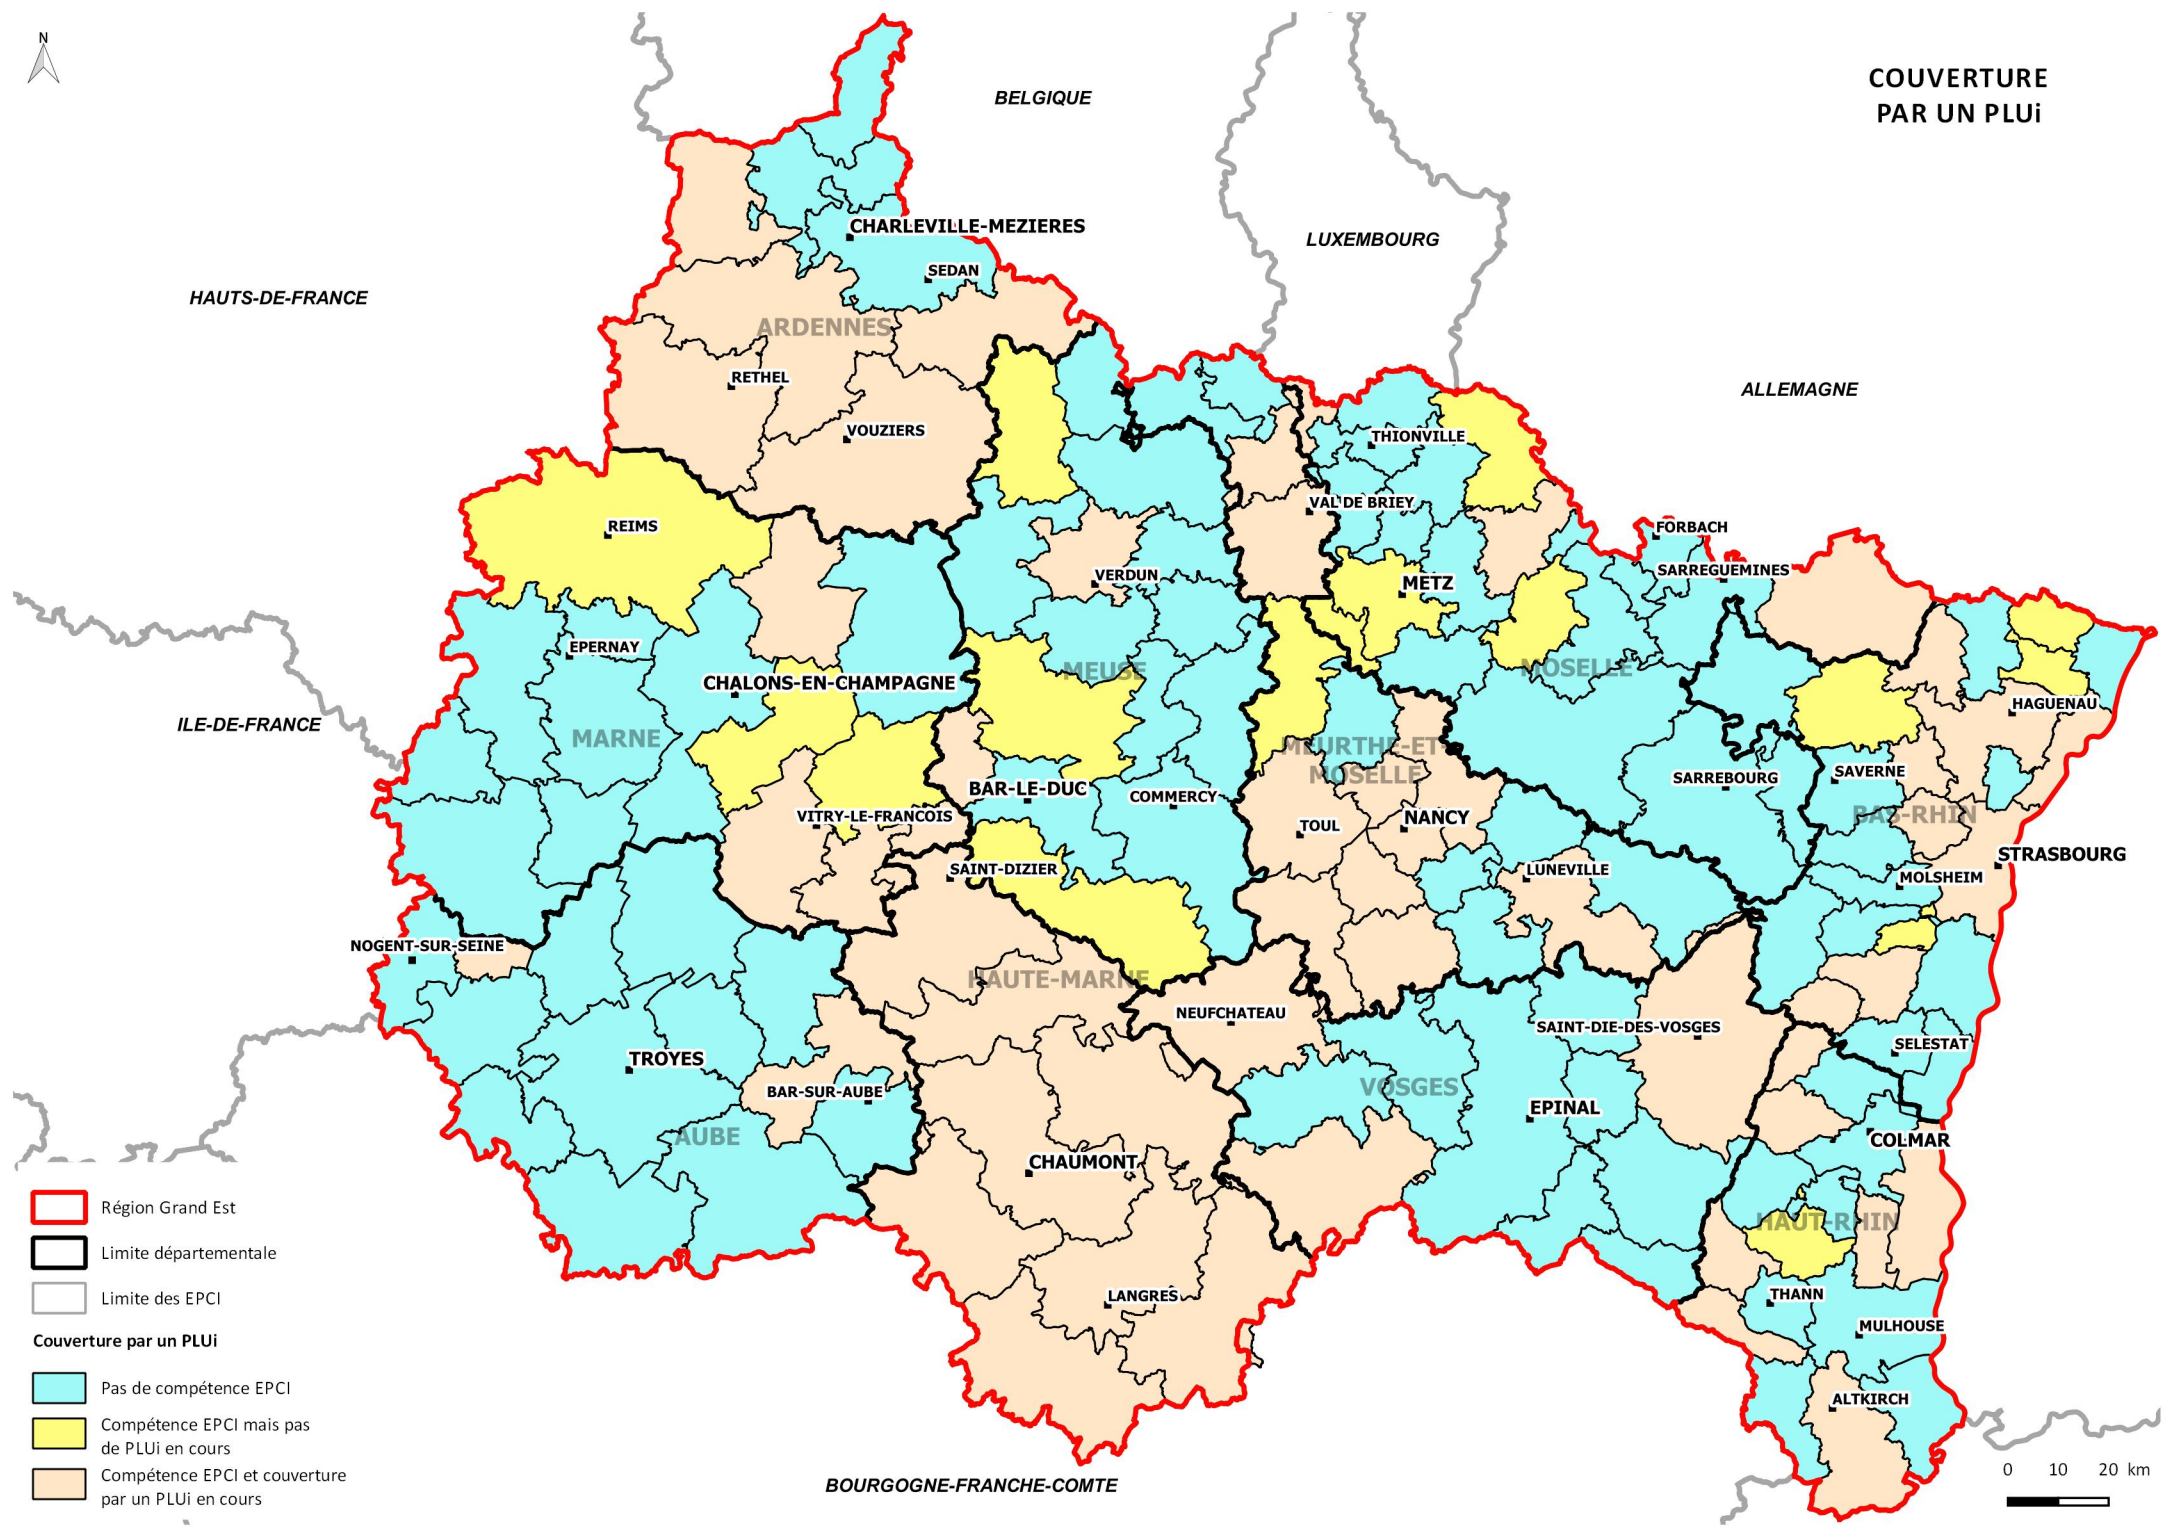 N
COUVERTURE
PAR UN PLUi
BELGIQUE
LUXEMBOURG
ALLEMAGNE
HAUTS-DE-FRANCE
ILE-DE-FRANCE
BOURGOGNE-FRANCHE-COMTE
CHARLEVILLE-MEZIERES
SEDAN
ARDENNES
RETHEL
VOUZIERS
THIONVILLE
VAL DE BRIEY
REIMS
FORBACH
SARREGUEMINES
VERDUN
METZ
EPERNAY
MEUSE
MOSELLE
CHALONS-EN-CHAMPAGNE
HAGUENAU
MARNE
MEURTHE-ET-
MOSELLE
SARREBOURG
SAVERNE
BAR-LE-DUC
COMMERCY
VITRY-LE-FRANCOIS
BAS-RHIN
TOUL
NANCY
STRASBOURG
SAINT-DIZIER
LUNEVILLE
MOLSHEIM
NOGENT-SUR-SEINE
HAUTE-MARNE
NEUFCHATEAU
SAINT-DIE-DES-VOSGES
SELESTAT
TROYES
BAR-SUR-AUBE
VOSGES
EPINAL
AUBE
COLMAR
CHAUMONT
HAUT-RHIN
LANGRES
THANN
MULHOUSE
ALTKIRCH
Région Grand Est
Limite départementale
Limite des EPCI
Couverture par un PLUi
Pas de compétence EPCI
Compétence EPCI mais pas
de PLUi en cours
Compétence EPCI et couverture
par un PLUi en cours
0 10 20 km